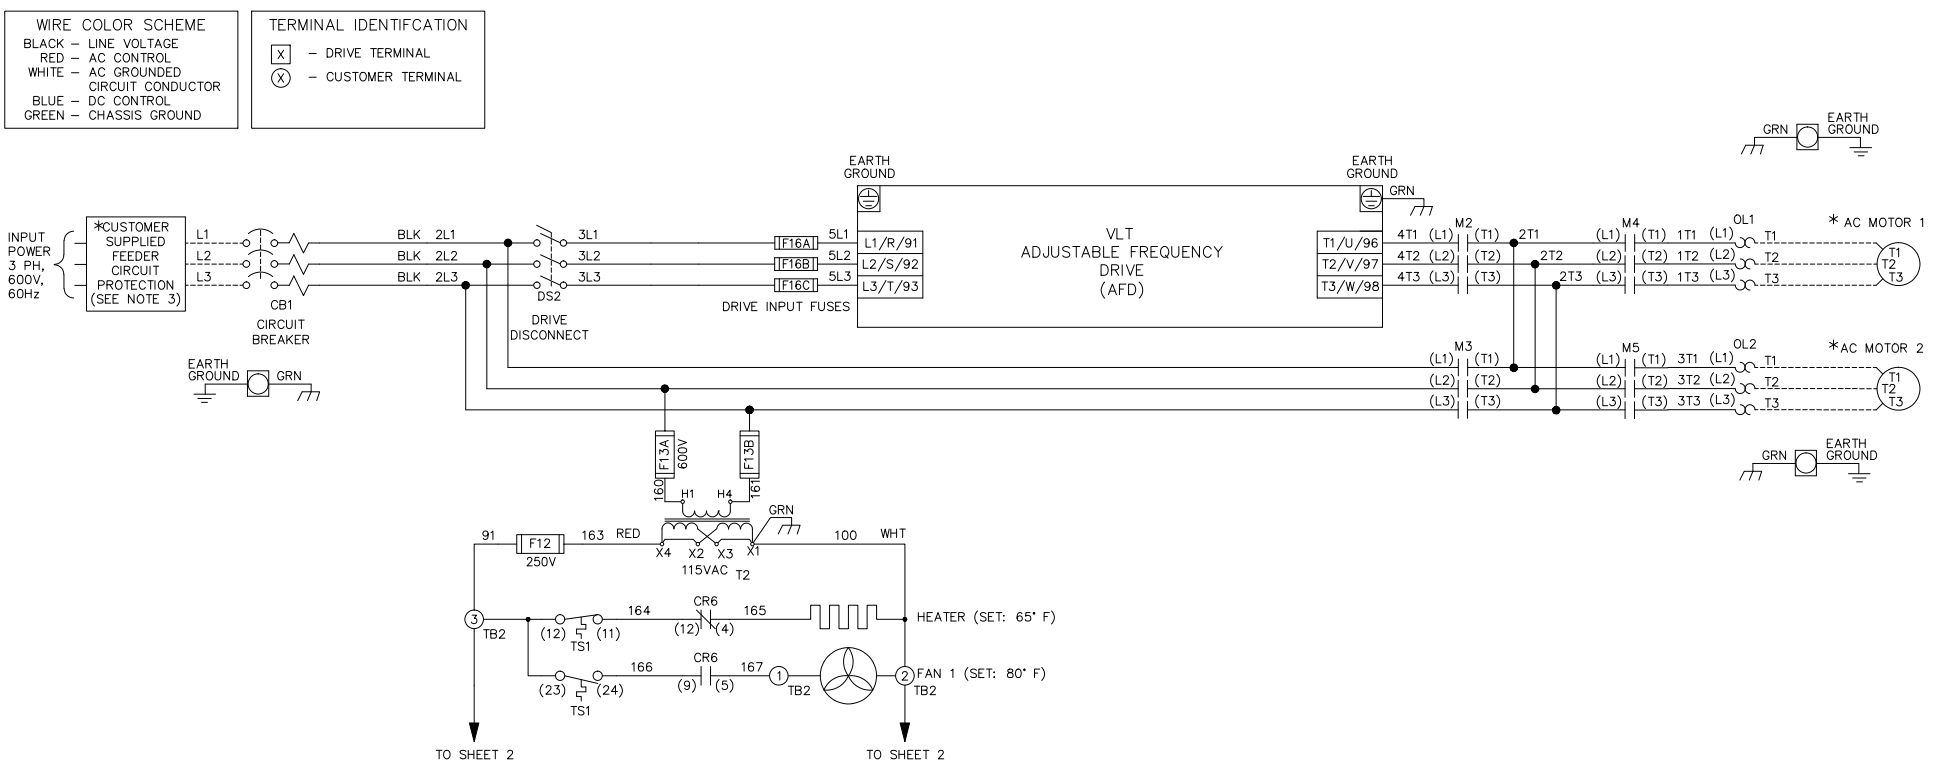 WIRE COLOR SCHEME
BLACK – LINE VOLTAGE
RED – AC CONTROL
WHITE – AC GROUNDED
CIRCUIT CONDUCTOR
BLUE – DC CONTROL
GREEN – CHASSIS GROUND
TERMINAL IDENTIFCATION
X – DRIVE TERMINAL
X – CUSTOMER TERMINAL
INPUT
POWER
3 PH,
600V,
60Hz
*CUSTOMER
SUPPLIED
FEEDER
CIRCUIT
PROTECTION
(SEE NOTE 3)
L1
L2
L3
CB1
CIRCUIT
BREAKER
EARTH
GROUND
GRN
BLK 2L1
BLK 2L2
BLK 2L3
DS2
DRIVE
DISCONNECT
3L1
3L2
3L3
F16A
F16B
F16C
DRIVE INPUT FUSES
5L1
5L2
5L3
EARTH
GROUND
L1/R/91
L2/S/92
L3/T/93
VLT
ADJUSTABLE FREQUENCY
DRIVE
(AFD)
EARTH
GROUND
GRN
T1/U/96
T2/V/97
T3/W/98
4T1 (L1) M2 (T1) 2T1 (L1) M4 (T1) 1T1 (L1) OL1 T1
4T2 (L2) (T2) 2T2 (L2) (T2) 1T2 (L2) T2
4T3 (L3) (T3) 2T3 (L3) (T3) 1T3 (L3) T3
* AC MOTOR 1
T1
T2
T3
GRN
EARTH
GROUND
(L1) M3 (T1) (L1) M5 (T1) 3T1 (L1) OL2 T1
(L2) (T2) (L2) (T2) 3T2 (L2) T2
(L3) (T3) (L3) (T3) 3T3 (L3) T3
*AC MOTOR 2
T1
T2
T3
GRN
EARTH
GROUND
F13A
600V
F13B
160
161
H1 H4
GRN
91
F12
250V
163 RED
X4 X2 X3 X1
115VAC T2
100 WHT
3
TB2
(12) (11)
TS1
164
CR6
(12) (4)
165
HEATER (SET: 65° F)
(23) (24)
TS1
166
CR6
(9) (5)
167
1
TB2
2
TB2
FAN 1 (SET: 80° F)
TO SHEET 2
TO SHEET 2